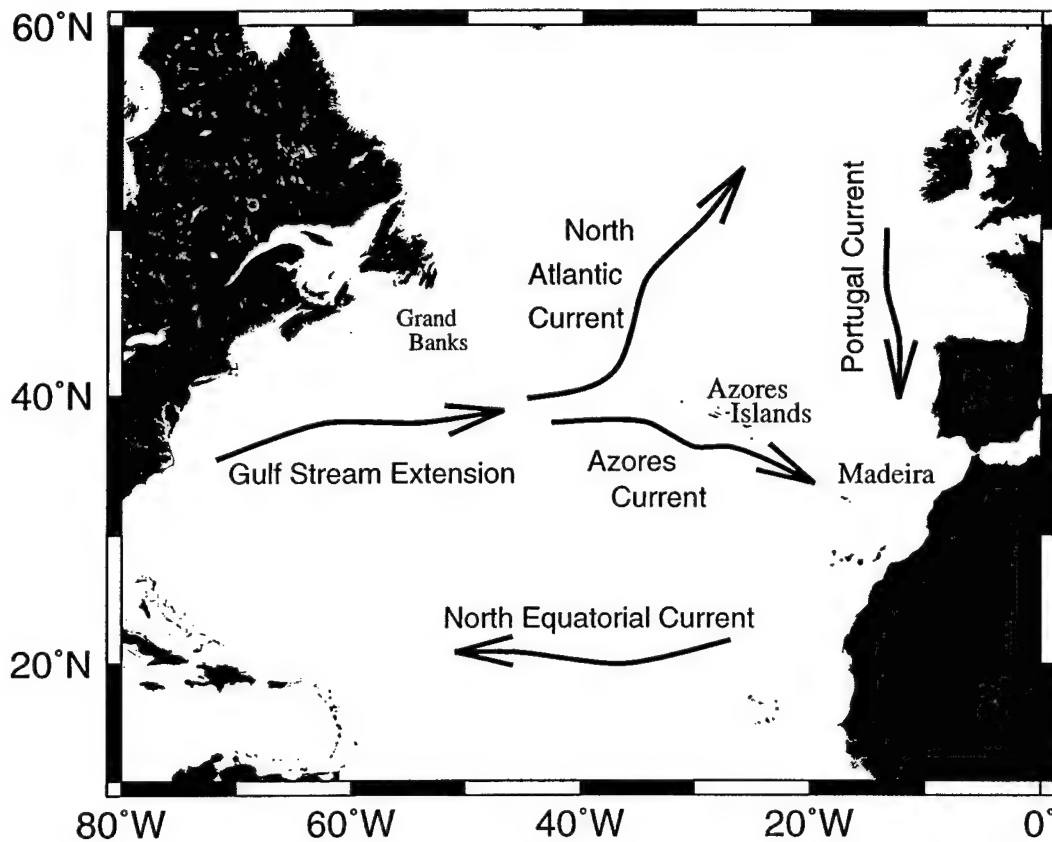 60°N
North
Atlantic
Current
Portugal Current
Grand
Banks
40°N
Azores
Islands
Gulf Stream Extension
Azores
Current
Madeira
North Equatorial Current
20°N
80°W
60°W
40°W
20°W
0°